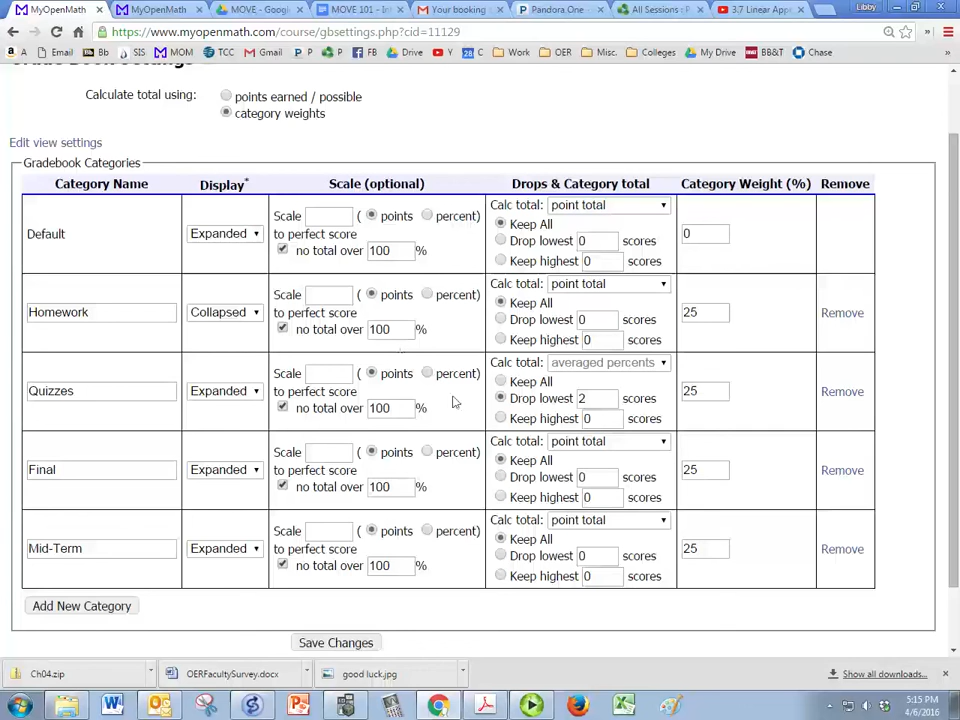 MyOpenMath
MyOpenMath
MOVE - Google
MOVE 101 - In
Your booking
Pandora One -
All Sessions
3.7 Linear Appr
Libby
https://www.myopenmath.com/course/gbsettings.php?cid=11129
Email
Bb
SIS
MOM
TCC
Gmail
P
P
FB
Drive
Y
C
Work
OER
Misc.
Colleges
My Drive
BB&T
Chase
Calculate total using:
points earned / possible
category weights
Edit view settings
Gradebook Categories
Category Name Display* Scale (optional) Drops & Category total Category Weight (%) Remove
Default
Expanded
Scale ( points percent)
to perfect score
no total over 100 %
Calc total: point total
Keep All
Drop lowest 0 scores
Keep highest 0 scores
0
Homework
Collapsed
Scale ( points percent)
to perfect score
no total over 100 %
Calc total: point total
Keep All
Drop lowest 0 scores
Keep highest 0 scores
25
Remove
Quizzes
Expanded
Scale ( points percent)
to perfect score
no total over 100 %
Calc total: averaged percents
Keep All
Drop lowest 2 scores
Keep highest 0 scores
25
Remove
Final
Expanded
Scale ( points percent)
to perfect score
no total over 100 %
Calc total: point total
Keep All
Drop lowest 0 scores
Keep highest 0 scores
25
Remove
Mid-Term
Expanded
Scale ( points percent)
to perfect score
no total over 100 %
Calc total: point total
Keep All
Drop lowest 0 scores
Keep highest 0 scores
25
Remove
Add New Category
Save Changes
Ch04.zip
OERFacultySurvey.docx
good luck.jpg
Show all downloads...
5:15 PM
4/6/2016